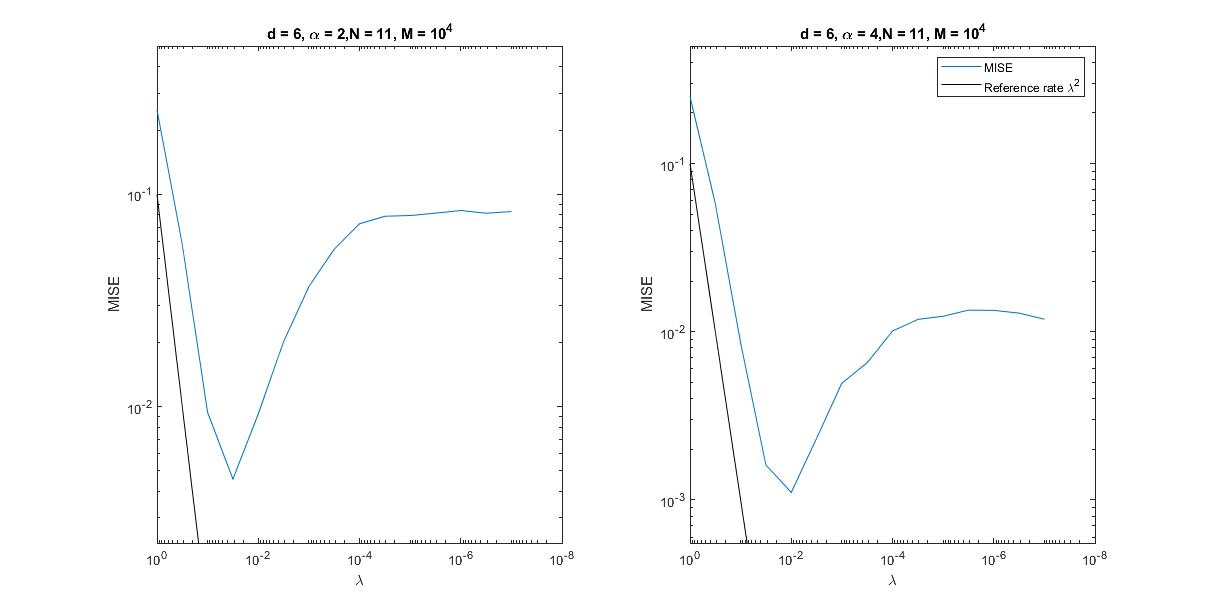 d = 6, α = 2,N = 11, M = 10⁴
MISE
10⁻¹
10⁻²
10⁰ 10⁻² 10⁻⁴ 10⁻⁶ 10⁻⁸
λ
d = 6, α = 4,N = 11, M = 10⁴
MISE
Reference rate λ²
MISE
10⁻¹
10⁻²
10⁻³
10⁰ 10⁻² 10⁻⁴ 10⁻⁶ 10⁻⁸
λ